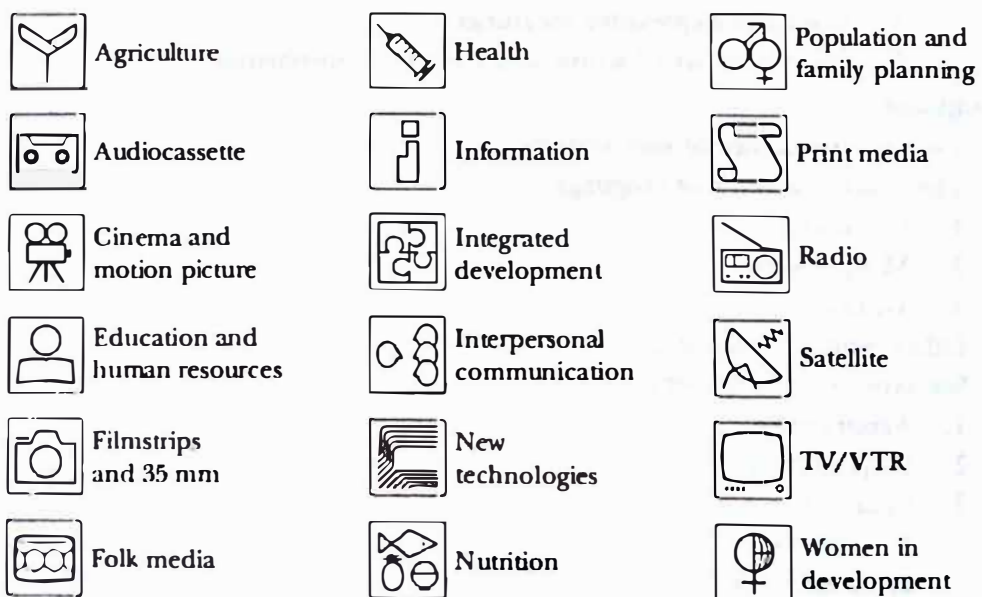 Agriculture
Audiocassette
Cinema and
motion picture
Education and
human resources
Filmstrips
and 35 mm
Folk media
Health
Information
Integrated
development
Interpersonal
communication
New
technologies
Nutrition
Population and
family planning
Print media
Radio
Satellite
TV/VTR
Women in
development